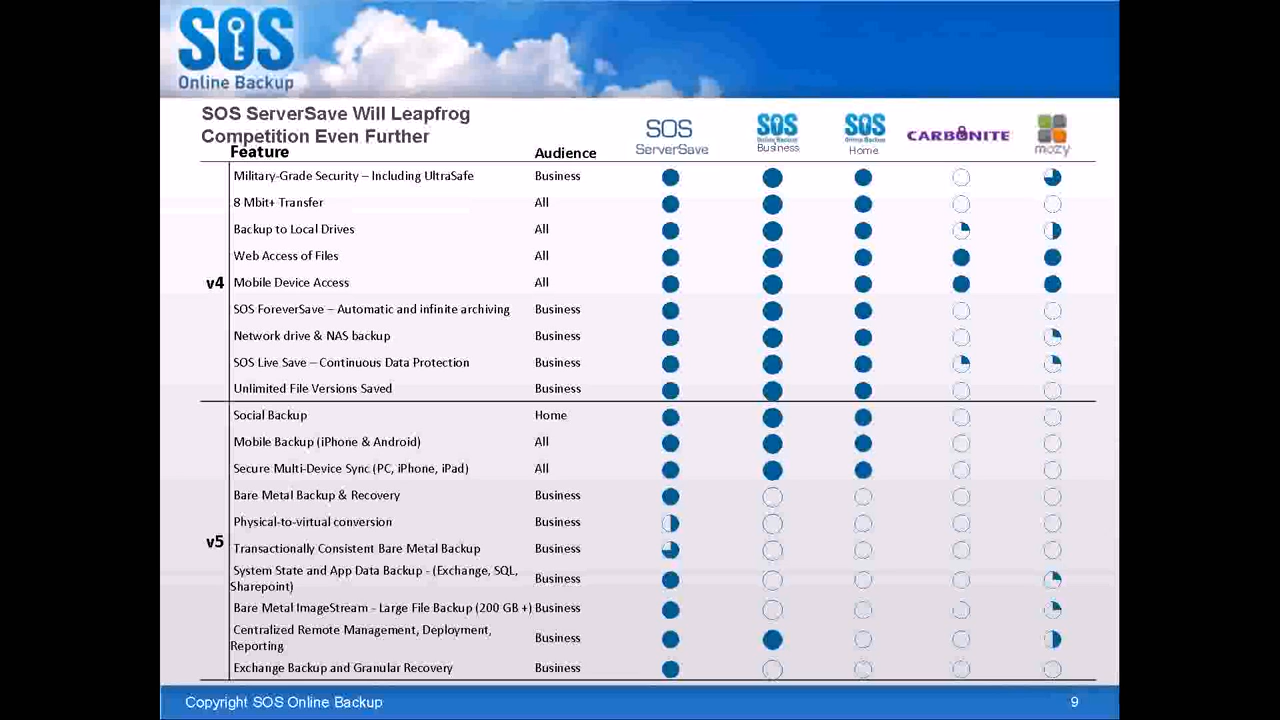 SOS
Online Backup
SOS ServerSave Will Leapfrog
Competition Even Further
Feature
Audience
SOS
ServerSave
SOS
Online Backup
Business
SOS
Online Backup
Home
CARBONITE
mozy
Military-Grade Security – Including UltraSafe Business
8 Mbit+ Transfer All
Backup to Local Drives All
Web Access of Files All
v4 Mobile Device Access All
SOS ForeverSave – Automatic and infinite archiving Business
Network drive & NAS backup Business
SOS Live Save – Continuous Data Protection Business
Unlimited File Versions Saved Business
Social Backup Home
Mobile Backup (iPhone & Android) All
Secure Multi-Device Sync (PC, iPhone, iPad) All
Bare Metal Backup & Recovery Business
Physical-to-virtual conversion Business
v5 Transactionally Consistent Bare Metal Backup Business
System State and App Data Backup - (Exchange, SQL,
Sharepoint) Business
Bare Metal ImageStream - Large File Backup (200 GB +) Business
Centralized Remote Management, Deployment,
Reporting Business
Exchange Backup and Granular Recovery Business
Copyright SOS Online Backup 9